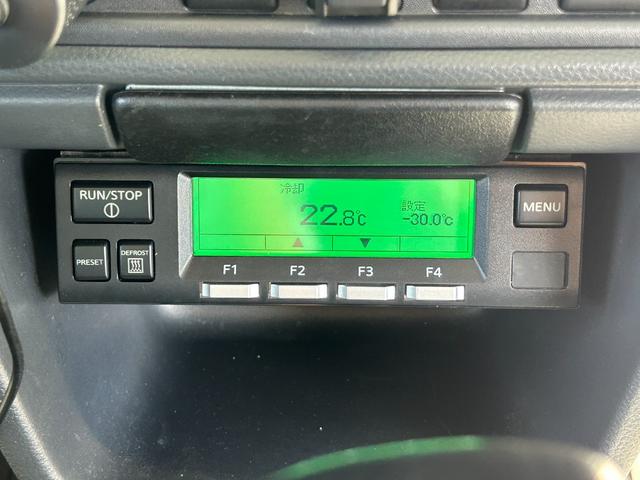 冷却
RUN/STOP
22.8℃
設定
-30.0℃
MENU
▲ ▼
PRESET
DEFROST
F1 F2 F3 F4